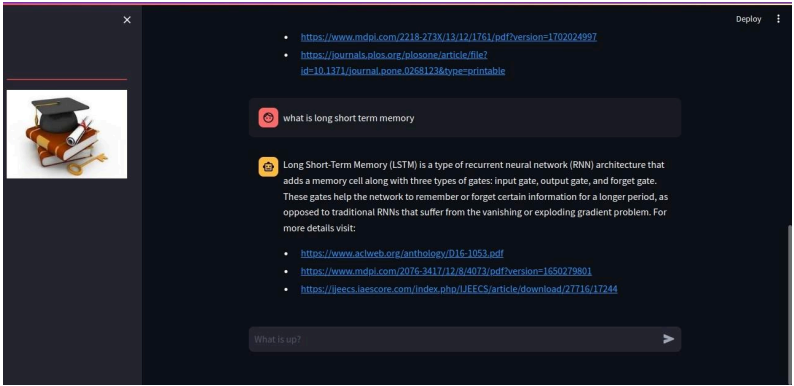 Deploy
https://www.mdpi.com/2218-273X/13/12/1761/pdf?version=1702024997
https://journals.plos.org/plosone/article/file?
id=10.1371/journal.pone.0268123&type=printable
what is long short term memory
Long Short-Term Memory (LSTM) is a type of recurrent neural network (RNN) architecture that
adds a memory cell along with three types of gates: input gate, output gate, and forget gate.
These gates help the network to remember or forget certain information for a longer period, as
opposed to traditional RNNs that suffer from the vanishing or exploding gradient problem. For
more details visit:
https://www.aclweb.org/anthology/D16-1053.pdf
https://www.mdpi.com/2076-3417/12/8/4073/pdf?version=1650279801
https://ijeecs.iaescore.com/index.php/IJEECS/article/download/27716/17244
What is up?